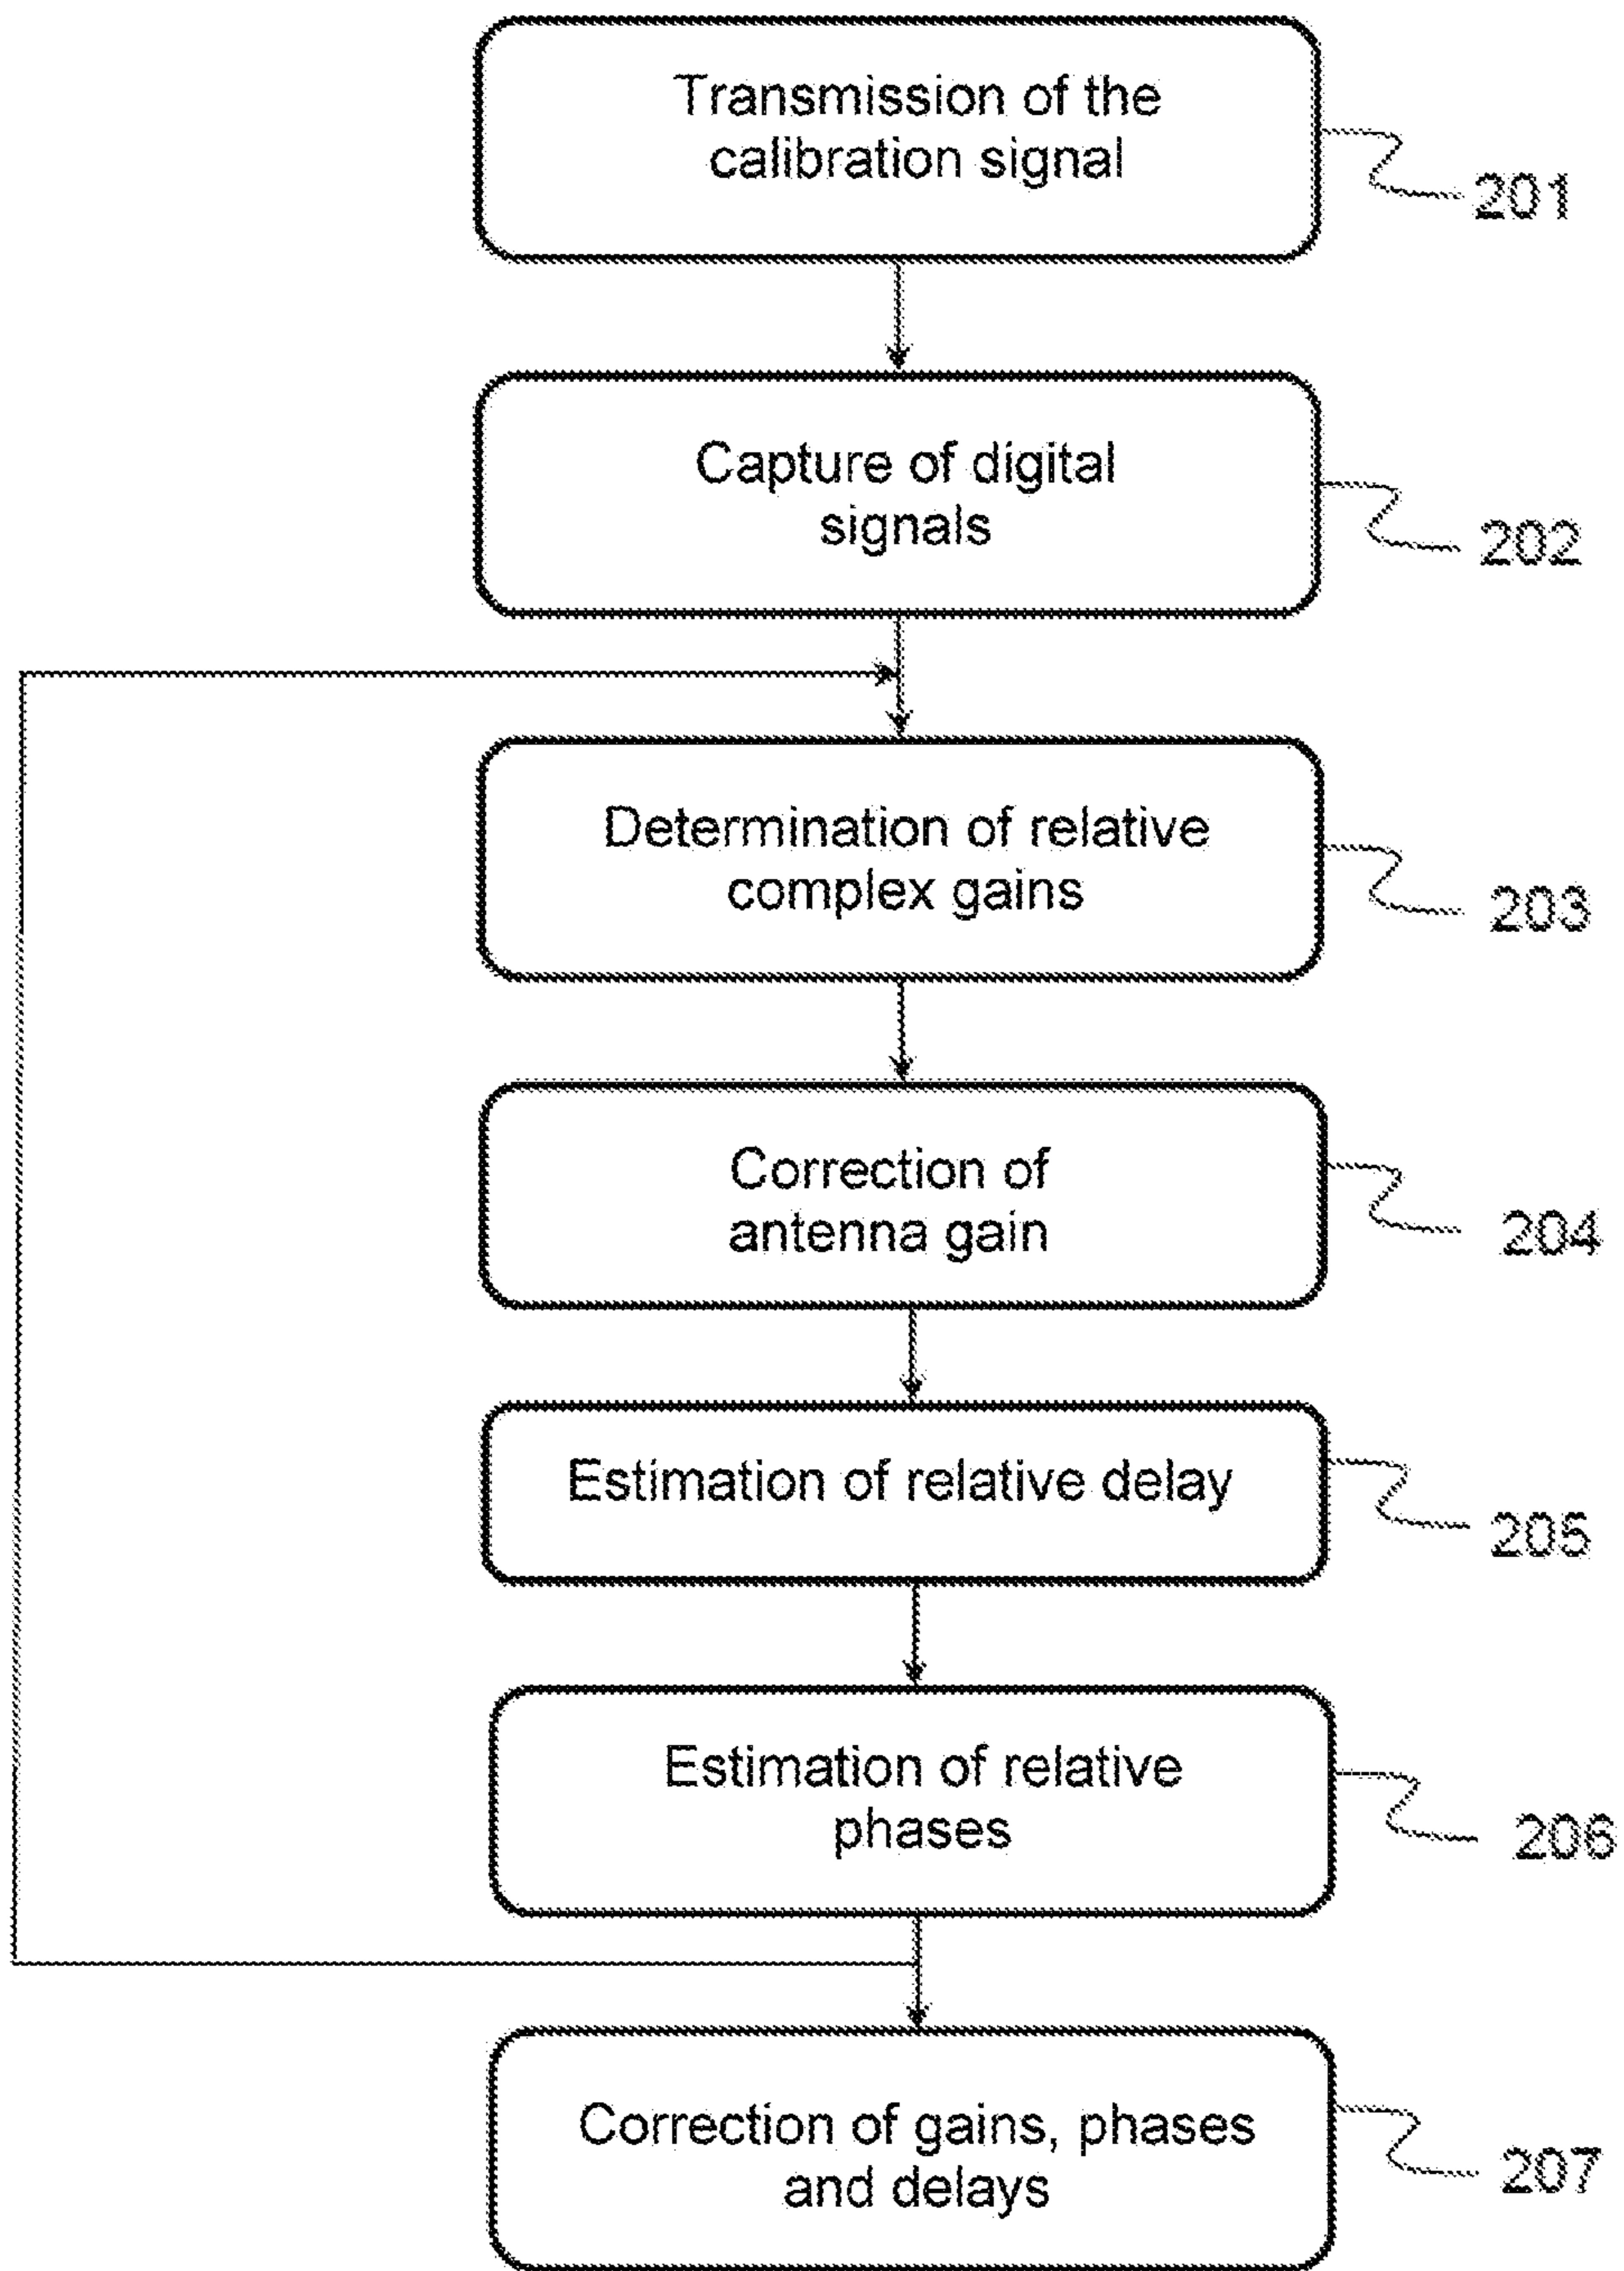 Transmission of the
calibration signal
201
Capture of digital
signals
202
Determination of relative
complex gains
203
Correction of
antenna gain
204
Estimation of relative delay
205
Estimation of relative
phases
206
Correction of gains, phases
and delays
207